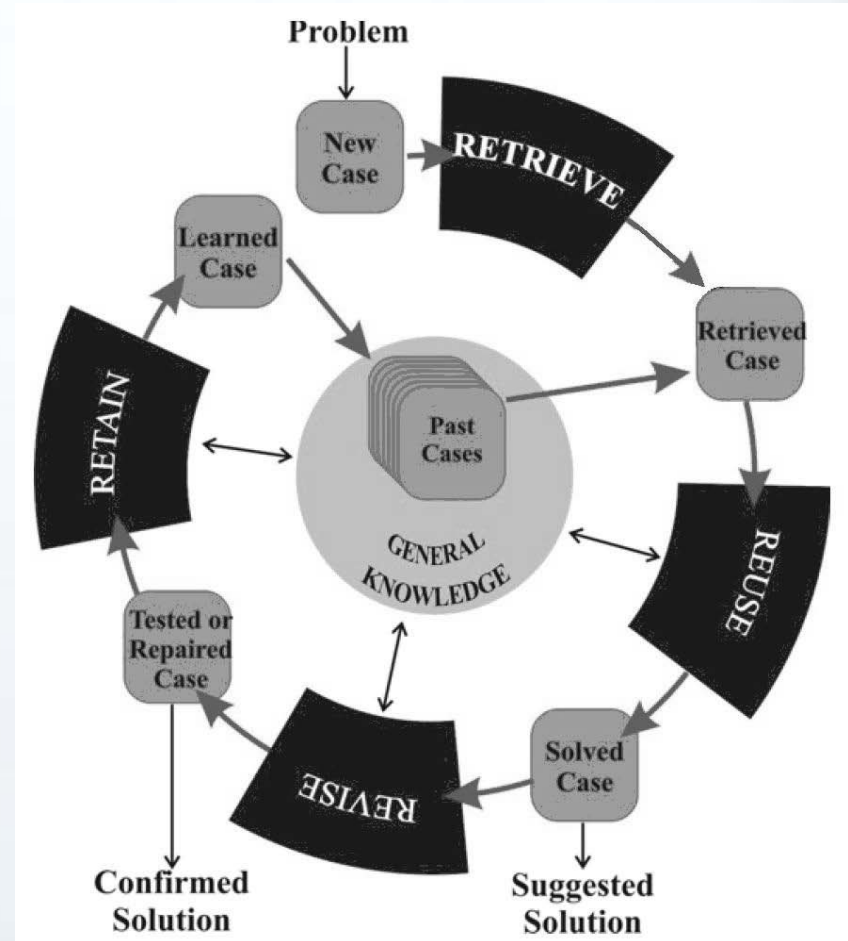 Problem
New
Case
RETRIEVE
Learned
Case
Retrieved
Case
Past
Cases
GENERAL
KNOWLEDGE
RETAIN
REUSE
Tested or
Repaired
Case
REVISE
Solved
Case
Confirmed
Solution
Suggested
Solution